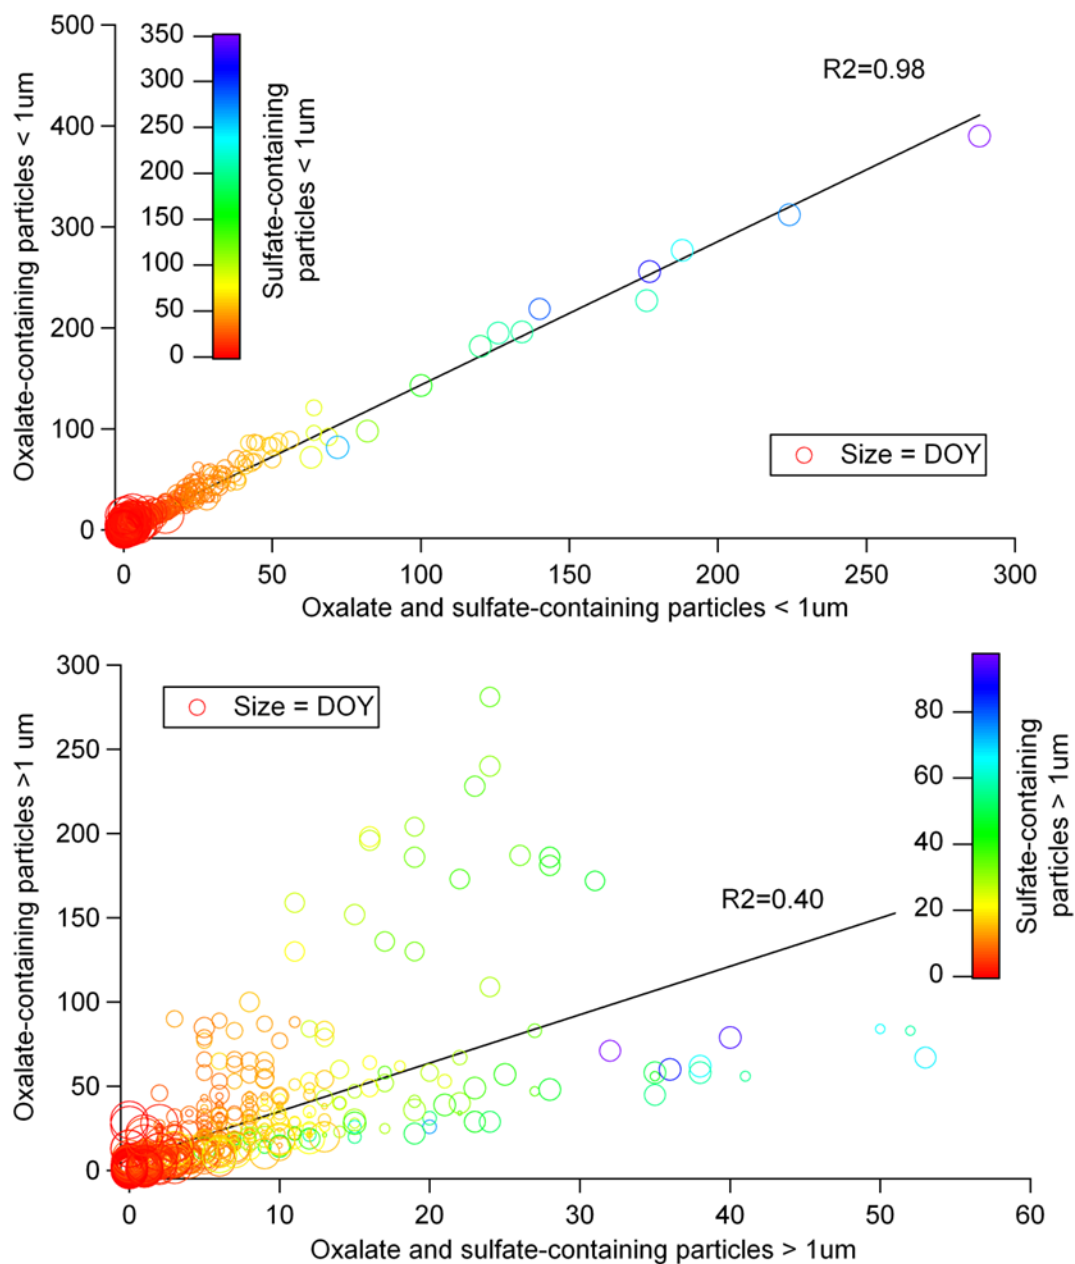 500
400
300
200
100
0
Oxalate-containing particles < 1um
350
300
250
200
150
100
50
0
Sulfate-containing
particles < 1um
R2=0.98
Size = DOY
0 50 100 150 200 250 300
Oxalate and sulfate-containing particles < 1um
300
250
200
150
100
50
0
Oxalate-containing particles >1 um
Size = DOY
80
60
40
20
0
Sulfate-containing
particles > 1um
R2=0.40
0 10 20 30 40 50 60
Oxalate and sulfate-containing particles > 1um